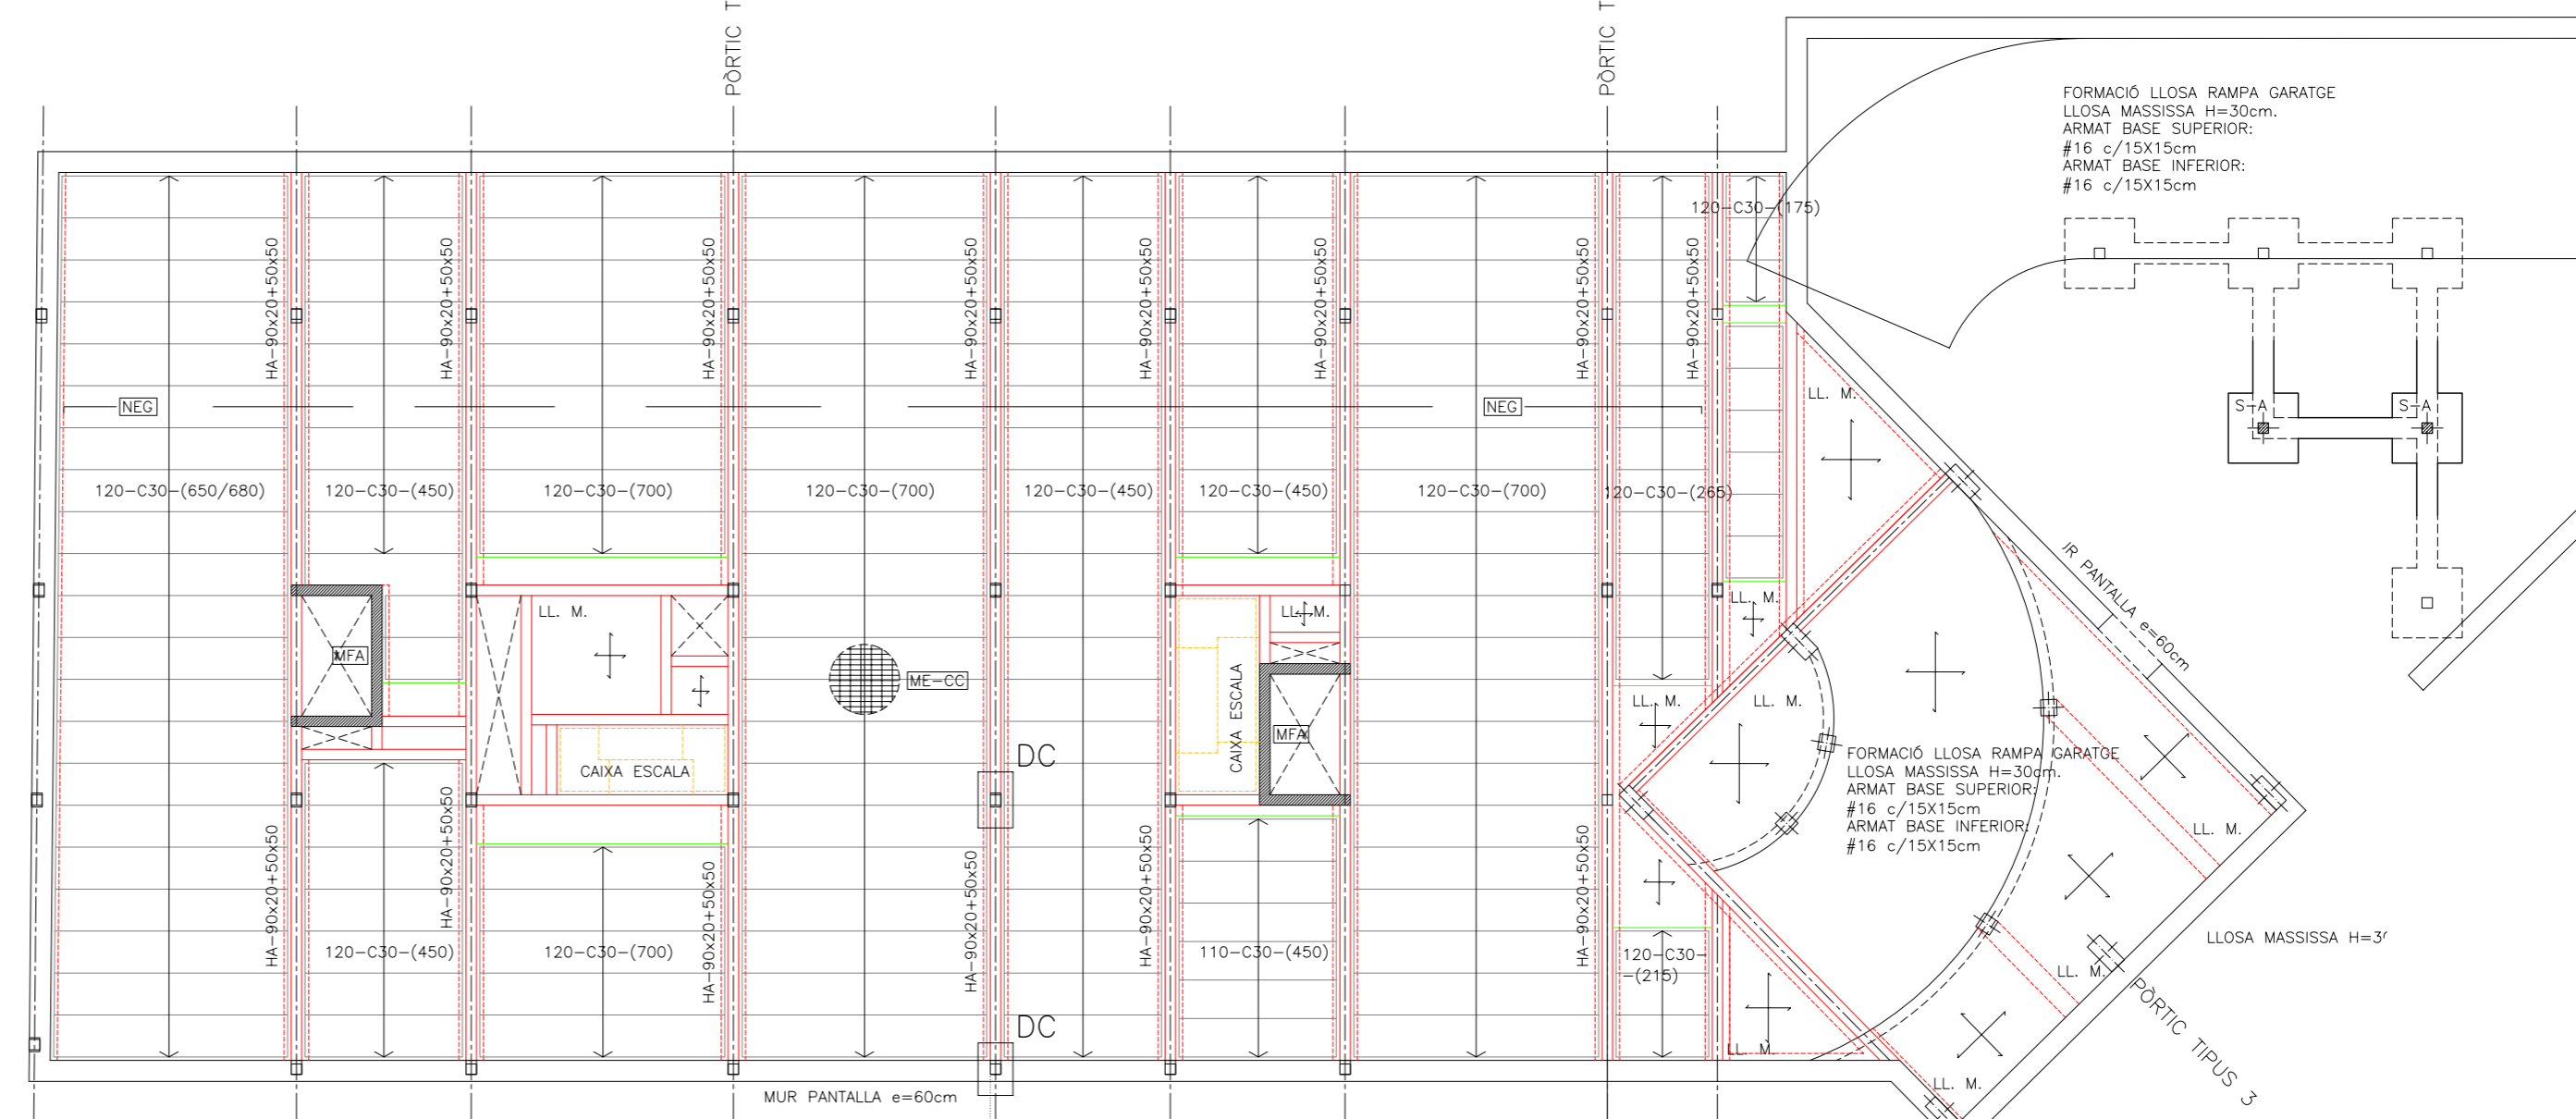 PÒRTIC T
PÒRTIC T
FORMACIÓ LLOSA RAMPA GARATGE
LLOSA MASSISSA H=30cm.
ARMAT BASE SUPERIOR:
#16 c/15X15cm
ARMAT BASE INFERIOR:
#16 c/15X15cm
120-C30-(175)
HA-90x20+50x50
HA-90x20+50x50
HA-90x20+50x50
HA-90x20+50x50
HA-90x20+50x50
HA-90x20+50x50
HA-90x20+50x50
HA-90x20+50x50
NEG
NEG
LL. M.
S-A
S-A
120-C30-(650/680)
120-C30-(450)
120-C30-(700)
120-C30-(700)
120-C30-(450)
120-C30-(450)
120-C30-(700)
120-C30-(265)
PANTALLA e=60cm
LL. M.
LL. M.
LL. M.
MFA
ME-CC
CAIXA ESCALA
MFA
LL. M.
LL. M.
DC
CAIXA ESCALA
FORMACIÓ LLOSA RAMPA GARATGE
LLOSA MASSISSA H=30cm.
ARMAT BASE SUPERIOR:
#16 c/15X15cm
ARMAT BASE INFERIOR:
#16 c/15X15cm
LL. M.
HA-90x20+50x50
HA-90x20+50x50
HA-90x20+50x50
HA-90x20+50x50
HA-90x20+50x50
HA-90x20+50x50
120-C30-(450)
120-C30-(700)
110-C30-(450)
120-C30-
-(215)
LLOSA MASSISSA H=3
LL. M.
PÒRTIC TIPUS 3
DC
LL. M.
LL. M.
MUR PANTALLA e=60cm